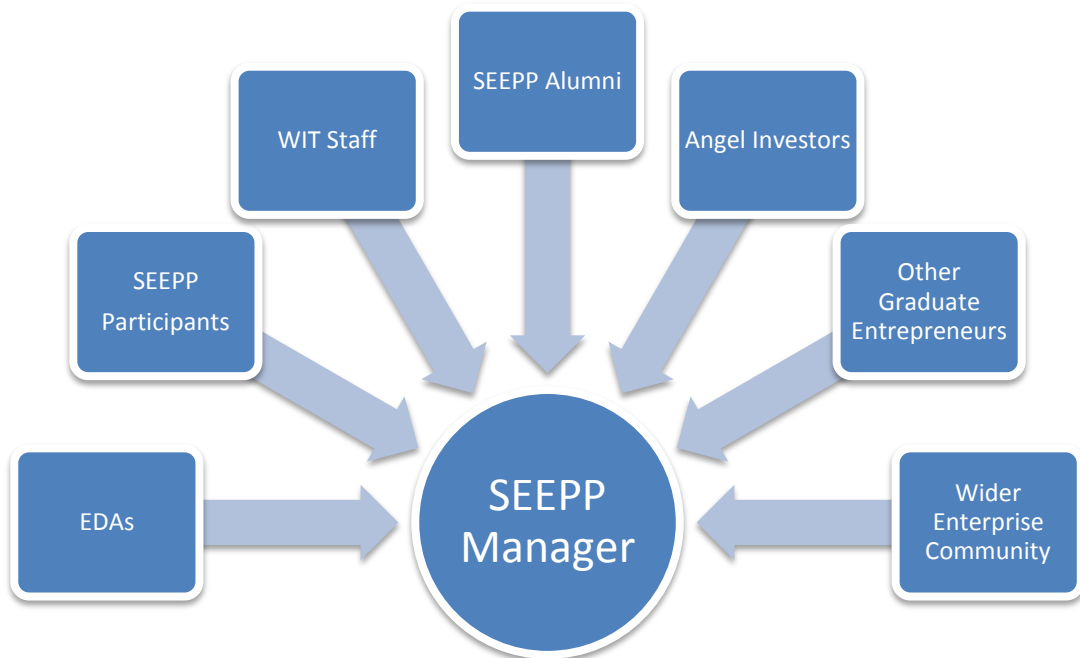 SEEPP Alumni
WIT Staff
Angel Investors
SEEPP
Participants
Other
Graduate
Entrepreneurs
EDAs
SEEPP
Manager
Wider
Enterprise
Community